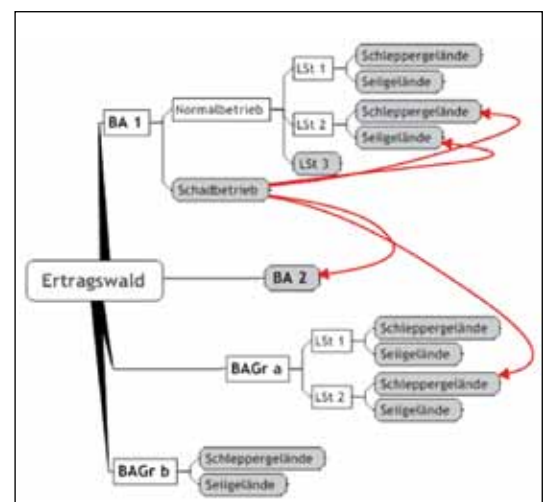 Schleppergelände
LSt 1
Seilgelände
Normalbetrieb
Schleppergelände
BA 1
LSt 2
Seilgelände
LSt 3
Schadbetrieb
Ertragswald
BA 2
Schleppergelände
LSt 1
Seilgelände
BAGr a
Schleppergelände
LSt 2
Seilgelände
Schleppergelände
BAGr b
Seilgelände